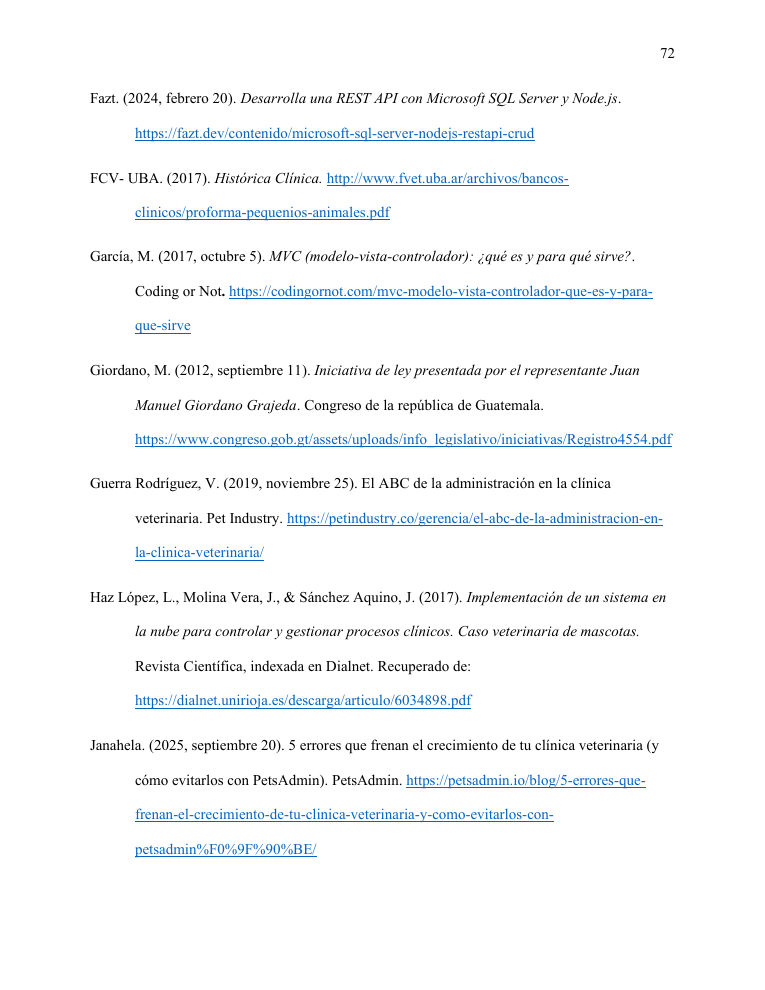 72
Fazt. (2024, febrero 20). Desarrolla una REST API con Microsoft SQL Server y Node.js.
https://fazt.dev/contenido/microsoft-sql-server-nodejs-restapi-crud
FCV- UBA. (2017). Histórica Clínica. http://www.fvet.uba.ar/archivos/bancos-
clinicos/proforma-pequenios-animales.pdf
García, M. (2017, octubre 5). MVC (modelo-vista-controlador): ¿qué es y para qué sirve?.
Coding or Not. https://codingornot.com/mvc-modelo-vista-controlador-que-es-y-para-
que-sirve
Giordano, M. (2012, septiembre 11). Iniciativa de ley presentada por el representante Juan
Manuel Giordano Grajeda. Congreso de la república de Guatemala.
https://www.congreso.gob.gt/assets/uploads/info_legislativo/iniciativas/Registro4554.pdf
Guerra Rodríguez, V. (2019, noviembre 25). El ABC de la administración en la clínica
veterinaria. Pet Industry. https://petindustry.co/gerencia/el-abc-de-la-administracion-en-
la-clinica-veterinaria/
Haz López, L., Molina Vera, J., & Sánchez Aquino, J. (2017). Implementación de un sistema en
la nube para controlar y gestionar procesos clínicos. Caso veterinaria de mascotas.
Revista Científica, indexada en Dialnet. Recuperado de:
https://dialnet.unirioja.es/descarga/articulo/6034898.pdf
Janahela. (2025, septiembre 20). 5 errores que frenan el crecimiento de tu clínica veterinaria (y
cómo evitarlos con PetsAdmin). PetsAdmin. https://petsadmin.io/blog/5-errores-que-
frenan-el-crecimiento-de-tu-clinica-veterinaria-y-como-evitarlos-con-
petsadmin%F0%9F%90%BE/